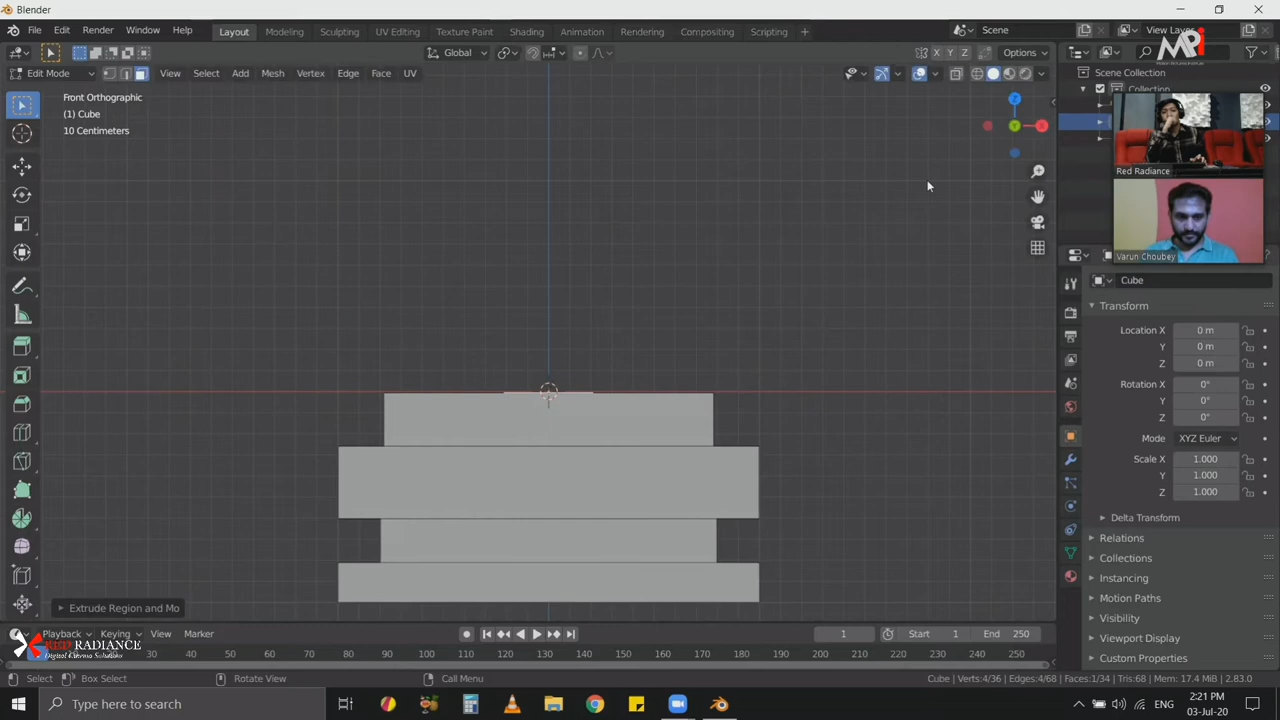 Blender
File Edit Render Window Help Layout Modeling Sculpting UV Editing Texture Paint Shading Animation Rendering Compositing Scripting + Scene View Layer
MRI
Global X Y Z Options
Edit Mode View Select Add Mesh Vertex Edge Face UV
Scene Collection
Collection
Front Orthographic
(1) Cube
10 Centimeters
Z
Y
X
Red Radiance
Varun Choubey
Cube
Transform
Location X 0 m
Y 0 m
Z 0 m
Rotation X 0°
Y 0°
Z 0°
Mode XYZ Euler
Scale X 1.000
Y 1.000
Z 1.000
Delta Transform
Relations
Collections
Instancing
Motion Paths
Visibility
Viewport Display
Custom Properties
Extrude Region and Mo
Playback Keying View Marker 1 Start 1 End 250
RED RADIANCE
Digital Cinema Solutions
20 30 40 50 60 70 80 90 100 110 120 130 140 150 160 170 180 190 200 210 220 230 240 250
Select Box Select Rotate View Call Menu Cube | Verts:4/36 | Edges:4/68 | Faces:1/34 | Tris:68 | Mem: 17.4 MiB | 2.83.0
Type here to search
ENG
2:21 PM
03-Jul-20